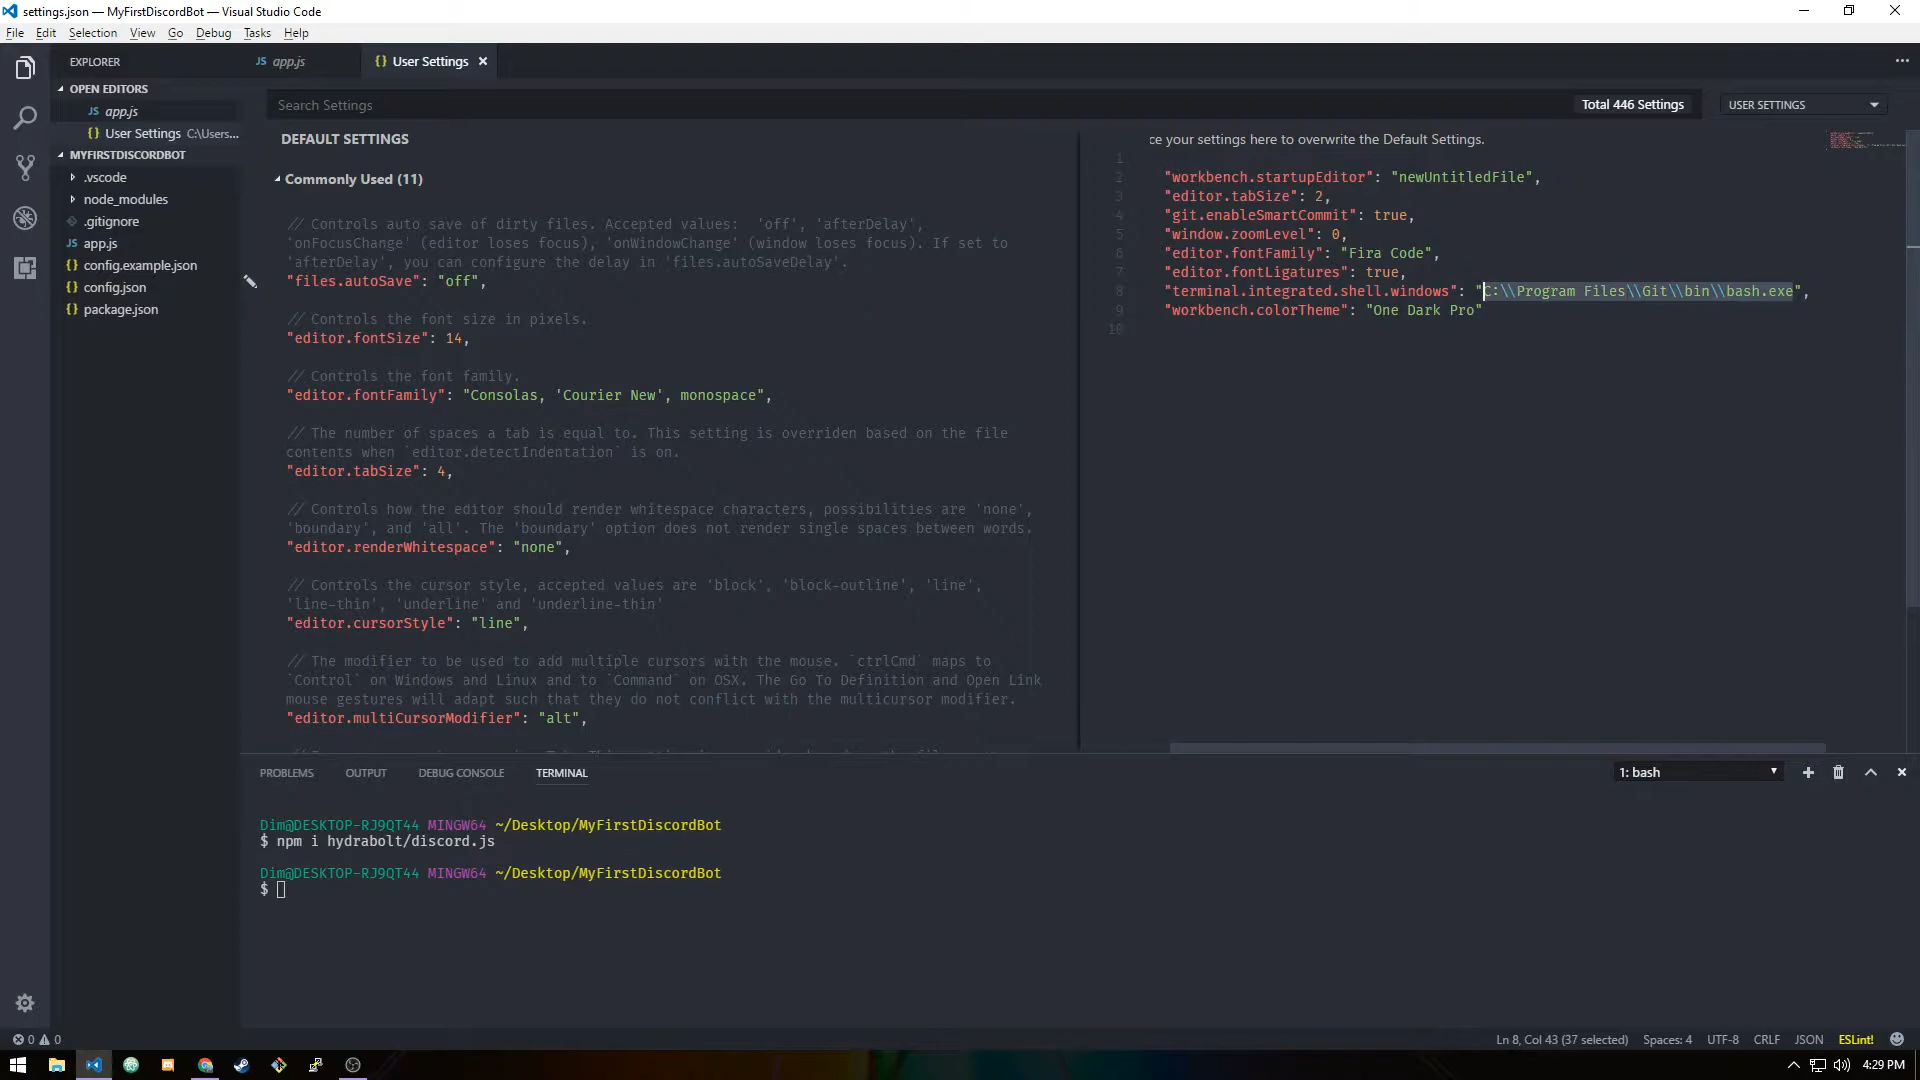 settings.json — MyFirstDiscordBot — Visual Studio Code
File Edit Selection View Go Debug Tasks Help
EXPLORER
JS app.js
{} User Settings ×
OPEN EDITORS
JS app.js
{} User Settings C:\Users...
MYFIRSTDISCORDBOT
.vscode
node_modules
.gitignore
JS app.js
{} config.example.json
{} config.json
{} package.json
Search Settings
Total 446 Settings
USER SETTINGS
DEFAULT SETTINGS
Commonly Used (11)
// Controls auto save of dirty files. Accepted values:  'off', 'afterDelay',
'onFocusChange' (editor loses focus), 'onWindowChange' (window loses focus). If set to
'afterDelay', you can configure the delay in 'files.autoSaveDelay'.
"files.autoSave": "off",
// Controls the font size in pixels.
"editor.fontSize": 14,
// Controls the font family.
"editor.fontFamily": "Consolas, 'Courier New', monospace",
// The number of spaces a tab is equal to. This setting is overriden based on the file
contents when `editor.detectIndentation` is on.
"editor.tabSize": 4,
// Controls how the editor should render whitespace characters, possibilities are 'none',
'boundary', and 'all'. The 'boundary' option does not render single spaces between words.
"editor.renderWhitespace": "none",
// Controls the cursor style, accepted values are 'block', 'block-outline', 'line',
'line-thin', 'underline' and 'underline-thin'
"editor.cursorStyle": "line",
// The modifier to be used to add multiple cursors with the mouse. `ctrlCmd` maps to
`Control` on Windows and Linux and to `Command` on OSX. The Go To Definition and Open Link
mouse gestures will adapt such that they do not conflict with the multicursor modifier.
"editor.multiCursorModifier": "alt",
ce your settings here to overwrite the Default Settings.
1
2 "workbench.startupEditor": "newUntitledFile",
3 "editor.tabSize": 2,
4 "git.enableSmartCommit": true,
5 "window.zoomLevel": 0,
6 "editor.fontFamily": "Fira Code",
7 "editor.fontLigatures": true,
8 "terminal.integrated.shell.windows": "C:\\Program Files\\Git\\bin\\bash.exe",
9 "workbench.colorTheme": "One Dark Pro"
10
PROBLEMS OUTPUT DEBUG CONSOLE TERMINAL
1: bash
Dim@DESKTOP-RJ9QT44 MINGW64 ~/Desktop/MyFirstDiscordBot
$ npm i hydrabolt/discord.js
Dim@DESKTOP-RJ9QT44 MINGW64 ~/Desktop/MyFirstDiscordBot
$
0 0
Ln 8, Col 43 (37 selected) Spaces: 4 UTF-8 CRLF JSON ESLint!
4:29 PM